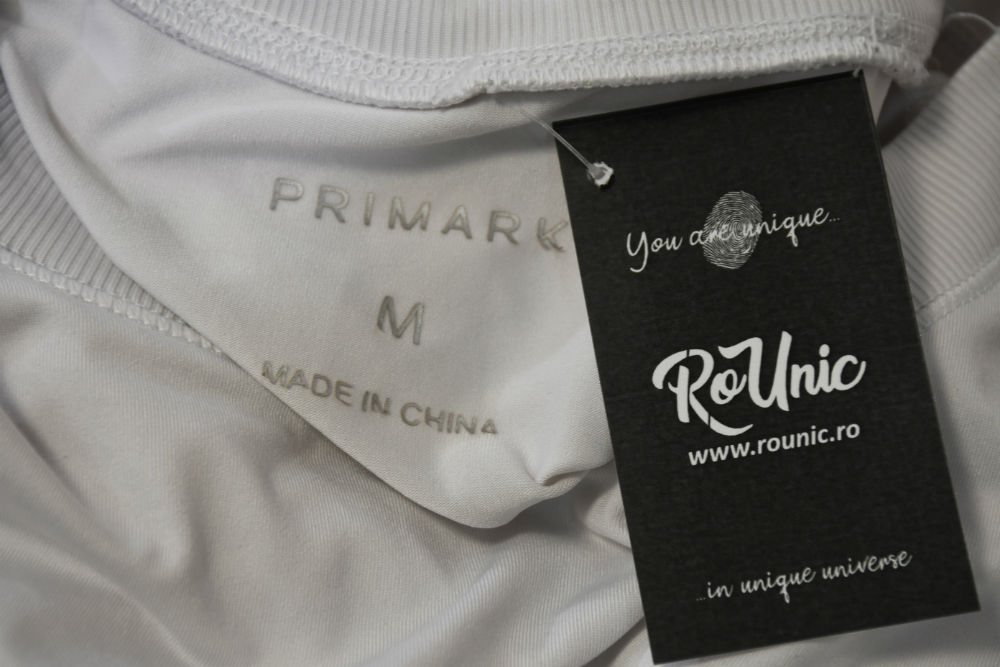 PRIMARK
M
MADE IN CHINA
You are unique...
RoUnic
www.rounic.ro
...in unique universe